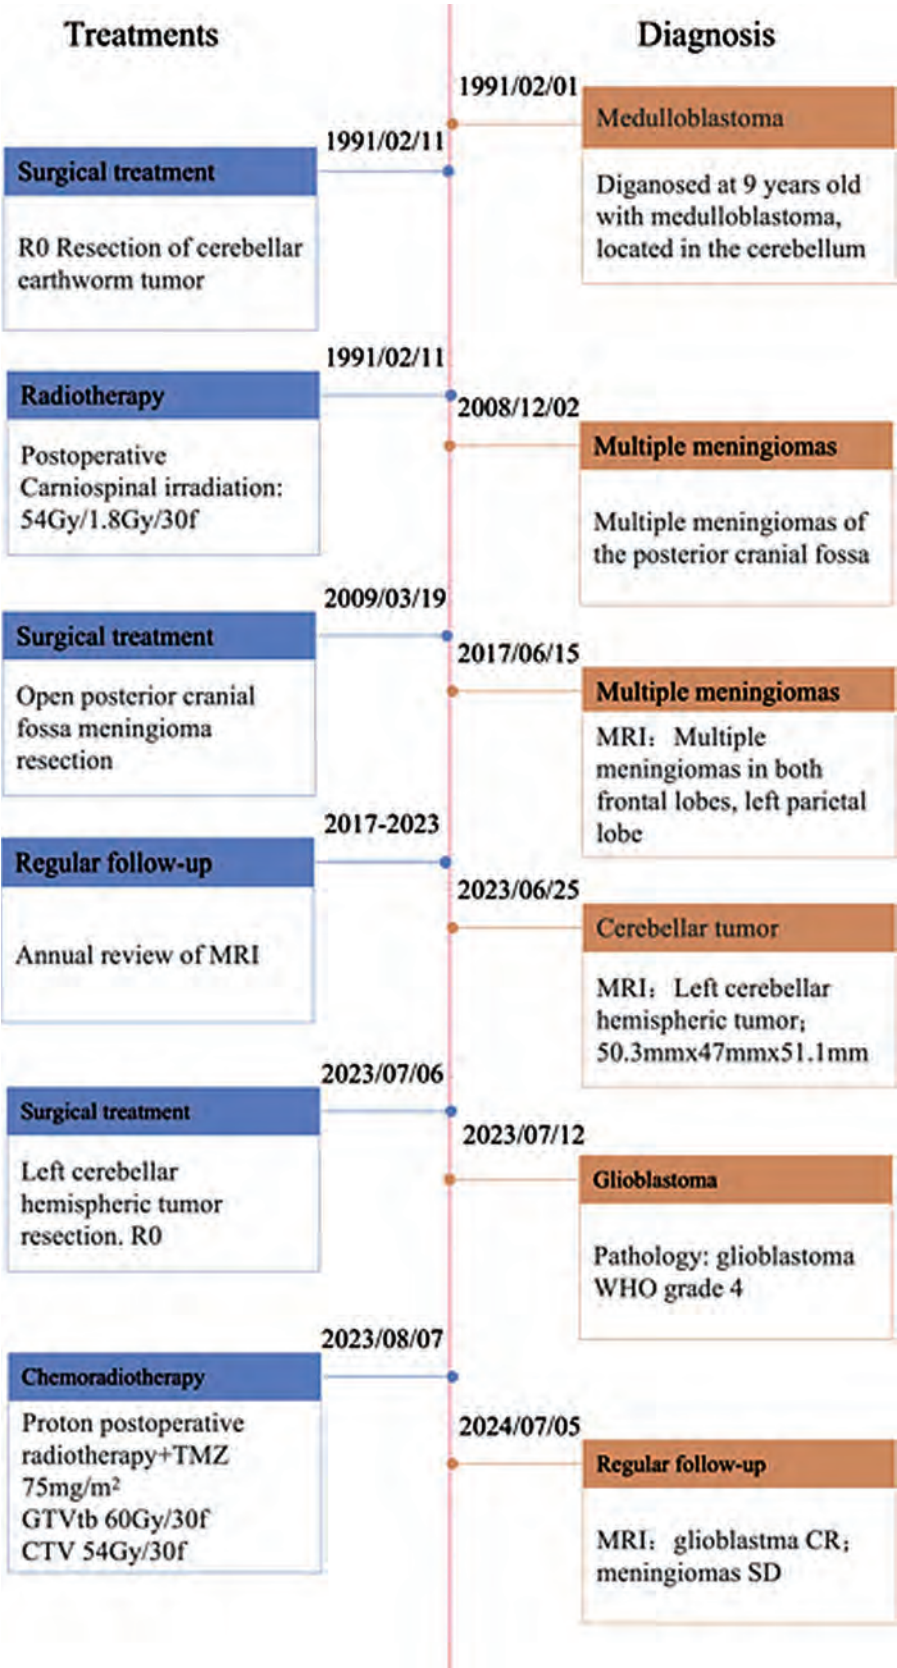 Treatments
Diagnosis
1991/02/01
Medulloblastoma
Diganosed at 9 years old
with medulloblastoma,
located in the cerebellum
1991/02/11
Surgical treatment
R0 Resection of cerebellar
earthworm tumor
1991/02/11
Radiotherapy
Postoperative
Carniospinal irradiation:
54Gy/1.8Gy/30f
2008/12/02
Multiple meningiomas
Multiple meningiomas of
the posterior cranial fossa
2009/03/19
Surgical treatment
Open posterior cranial
fossa meningioma
resection
2017/06/15
Multiple meningiomas
MRI：Multiple
meningiomas in both
frontal lobes, left parietal
lobe
2017-2023
Regular follow-up
Annual review of MRI
2023/06/25
Cerebellar tumor
MRI：Left cerebellar
hemispheric tumor；
50.3mmx47mmx51.1mm
2023/07/06
Surgical treatment
Left cerebellar
hemispheric tumor
resection. R0
2023/07/12
Glioblastoma
Pathology: glioblastoma
WHO grade 4
2023/08/07
Chemoradiotherapy
Proton postoperative
radiotherapy+TMZ
75mg/m²
GTVtb 60Gy/30f
CTV 54Gy/30f
2024/07/05
Regular follow-up
MRI：glioblastma CR；
meningiomas SD